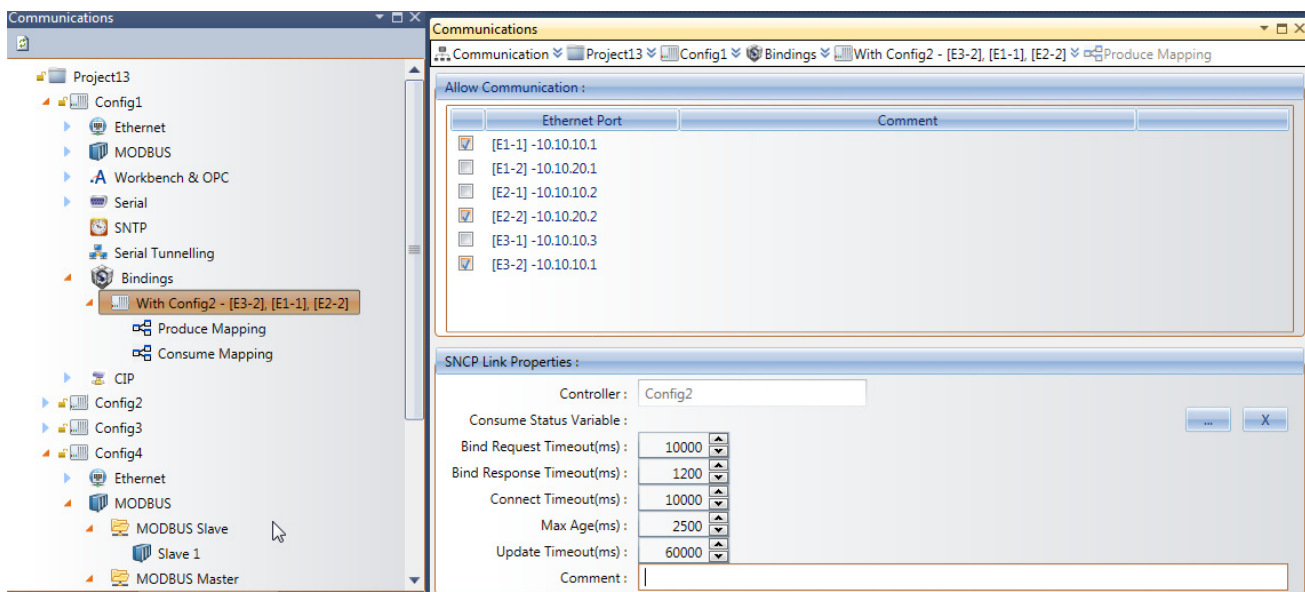 Communications
Project13
Config1
Ethernet
MODBUS
Workbench & OPC
Serial
SNTP
Serial Tunnelling
Bindings
With Config2 - [E3-2], [E1-1], [E2-2]
Produce Mapping
Consume Mapping
CIP
Config2
Config3
Config4
Ethernet
MODBUS
MODBUS Slave
Slave 1
MODBUS Master
Communications
Communication Project13 Config1 Bindings With Config2 - [E3-2], [E1-1], [E2-2] Produce Mapping
Allow Communication :
Ethernet Port Comment
[E1-1] -10.10.10.1
[E1-2] -10.10.20.1
[E2-1] -10.10.10.2
[E2-2] -10.10.20.2
[E3-1] -10.10.10.3
[E3-2] -10.10.10.1
SNCP Link Properties :
Controller : Config2
Consume Status Variable : ... X
Bind Request Timeout(ms) : 10000
Bind Response Timeout(ms) : 1200
Connect Timeout(ms) : 10000
Max Age(ms) : 2500
Update Timeout(ms) : 60000
Comment :